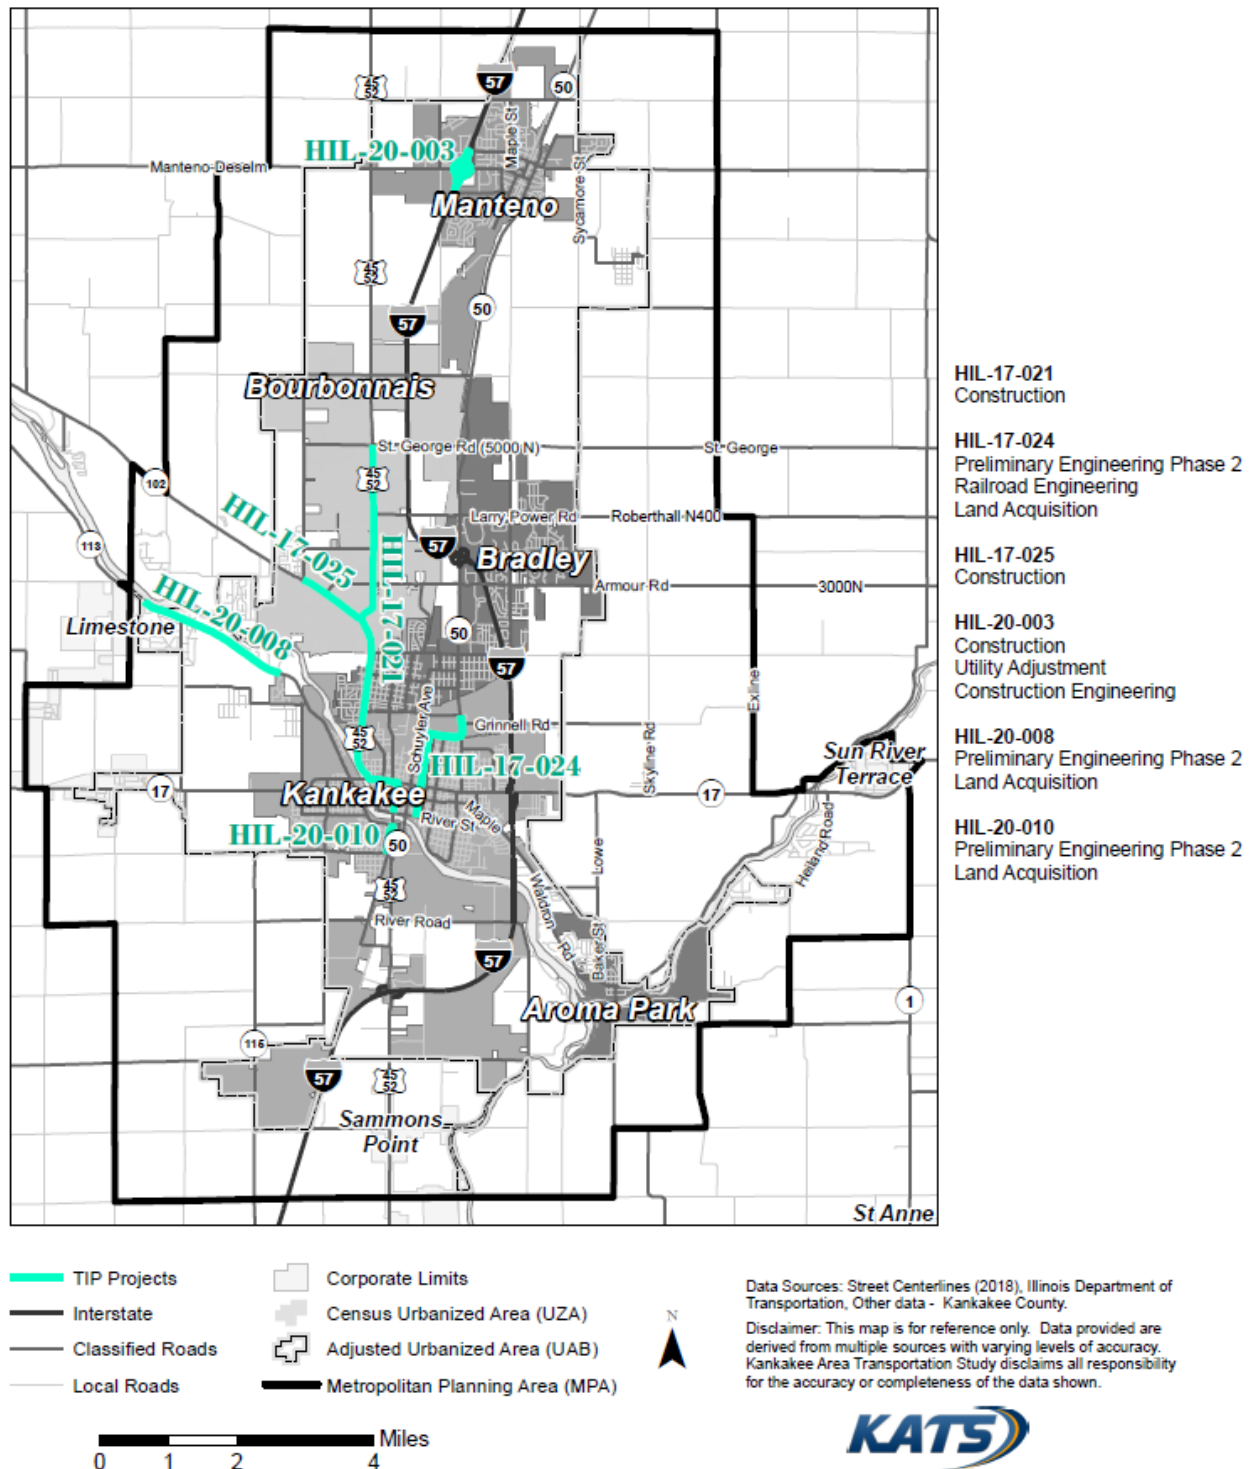 57
45
52
50
Maple St
HIL-20-003
Manteno-Deselm
Sycamore St
Manteno
45
52
50
57
Bourbonnais
St. George Rd (5000 N)
St. George
45
52
102
HIL-17-025
Larry Power Rd
Roberthall N400
113
57
Bradley
HIL-17-021
Armour Rd
3000N
HIL-20-008
Limestone
50
57
Exline
Schuyler Ave
Grinnell Rd
Skyline Rd
45
52
Sun River
Terrace
HIL-17-024
17
Kankakee
17
River St
Maple
HIL-20-010
50
Lowe
Heiland Road
45
52
Waldron Rd
River Road
Baker St
57
Aroma Park
1
115
57
45
52
Sammons
Point
St Anne
HIL-17-021
Construction
HIL-17-024
Preliminary Engineering Phase 2
Railroad Engineering
Land Acquisition
HIL-17-025
Construction
HIL-20-003
Construction
Utility Adjustment
Construction Engineering
HIL-20-008
Preliminary Engineering Phase 2
Land Acquisition
HIL-20-010
Preliminary Engineering Phase 2
Land Acquisition
TIP Projects
Interstate
Classified Roads
Local Roads
Corporate Limits
Census Urbanized Area (UZA)
Adjusted Urbanized Area (UAB)
Metropolitan Planning Area (MPA)
N
Data Sources: Street Centerlines (2018), Illinois Department of
Transportation, Other data - Kankakee County.
Disclaimer: This map is for reference only. Data provided are
derived from multiple sources with varying levels of accuracy.
Kankakee Area Transportation Study disclaims all responsibility
for the accuracy or completeness of the data shown.
Miles
0 1 2 4
KATS